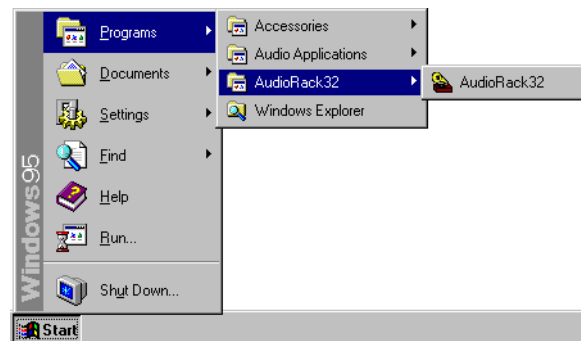 Programs
Documents
Settings
Find
Help
Run...
Shut Down...
Windows95
Start
Accessories
Audio Applications
AudioRack32
Windows Explorer
AudioRack32